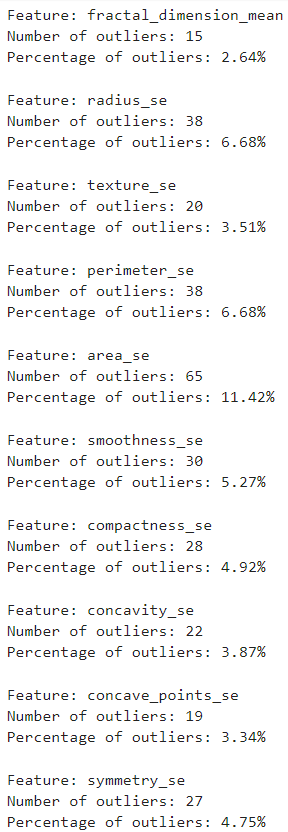 Feature: fractal_dimension_mean
Number of outliers: 15
Percentage of outliers: 2.64%
Feature: radius_se
Number of outliers: 38
Percentage of outliers: 6.68%
Feature: texture_se
Number of outliers: 20
Percentage of outliers: 3.51%
Feature: perimeter_se
Number of outliers: 38
Percentage of outliers: 6.68%
Feature: area_se
Number of outliers: 65
Percentage of outliers: 11.42%
Feature: smoothness_se
Number of outliers: 30
Percentage of outliers: 5.27%
Feature: compactness_se
Number of outliers: 28
Percentage of outliers: 4.92%
Feature: concavity_se
Number of outliers: 22
Percentage of outliers: 3.87%
Feature: concave_points_se
Number of outliers: 19
Percentage of outliers: 3.34%
Feature: symmetry_se
Number of outliers: 27
Percentage of outliers: 4.75%